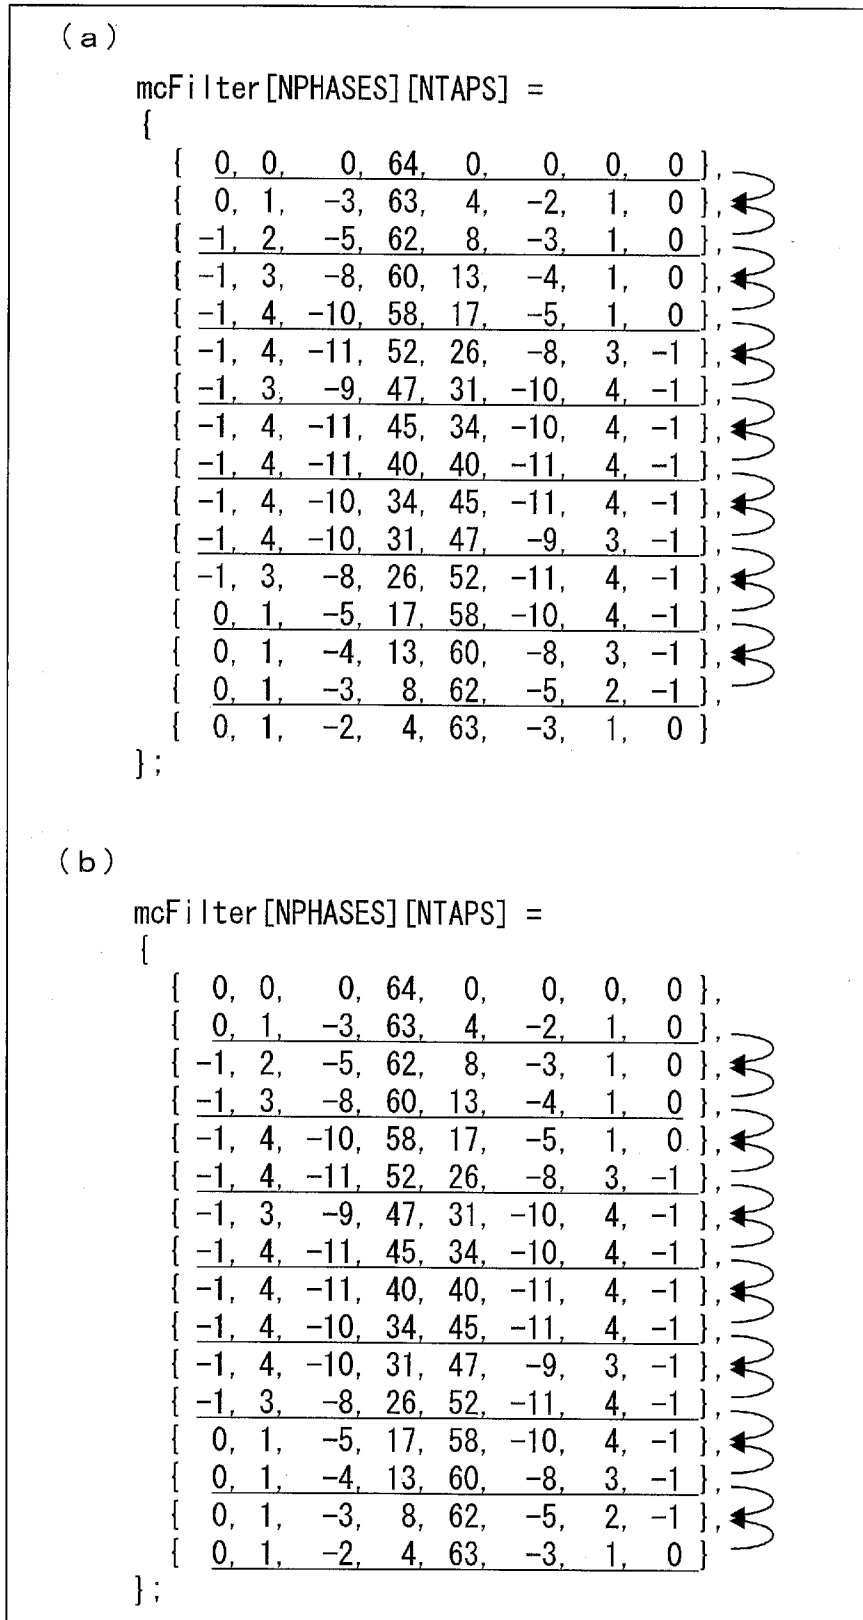 (a)
mcFilter[NPHASES][NTAPS] =
{
{ 0, 0, 0, 64, 0, 0, 0, 0 },
{ 0, 1, -3, 63, 4, -2, 1, 0 },
{ -1, 2, -5, 62, 8, -3, 1, 0 },
{ -1, 3, -8, 60, 13, -4, 1, 0 },
{ -1, 4, -10, 58, 17, -5, 1, 0 },
{ -1, 4, -11, 52, 26, -8, 3, -1 },
{ -1, 3, -9, 47, 31, -10, 4, -1 },
{ -1, 4, -11, 45, 34, -10, 4, -1 },
{ -1, 4, -11, 40, 40, -11, 4, -1 },
{ -1, 4, -10, 34, 45, -11, 4, -1 },
{ -1, 4, -10, 31, 47, -9, 3, -1 },
{ -1, 3, -8, 26, 52, -11, 4, -1 },
{ 0, 1, -5, 17, 58, -10, 4, -1 },
{ 0, 1, -4, 13, 60, -8, 3, -1 },
{ 0, 1, -3, 8, 62, -5, 2, -1 },
{ 0, 1, -2, 4, 63, -3, 1, 0 }
};
(b)
mcFilter[NPHASES][NTAPS] =
{
{ 0, 0, 0, 64, 0, 0, 0, 0 },
{ 0, 1, -3, 63, 4, -2, 1, 0 },
{ -1, 2, -5, 62, 8, -3, 1, 0 },
{ -1, 3, -8, 60, 13, -4, 1, 0 },
{ -1, 4, -10, 58, 17, -5, 1, 0 },
{ -1, 4, -11, 52, 26, -8, 3, -1 },
{ -1, 3, -9, 47, 31, -10, 4, -1 },
{ -1, 4, -11, 45, 34, -10, 4, -1 },
{ -1, 4, -11, 40, 40, -11, 4, -1 },
{ -1, 4, -10, 34, 45, -11, 4, -1 },
{ -1, 4, -10, 31, 47, -9, 3, -1 },
{ -1, 3, -8, 26, 52, -11, 4, -1 },
{ 0, 1, -5, 17, 58, -10, 4, -1 },
{ 0, 1, -4, 13, 60, -8, 3, -1 },
{ 0, 1, -3, 8, 62, -5, 2, -1 },
{ 0, 1, -2, 4, 63, -3, 1, 0 }
};